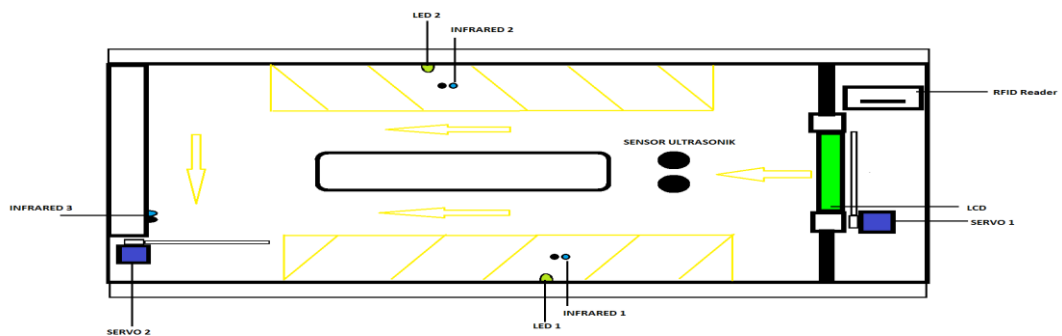 LED 2
INFRARED 2
RFID Reader
SENSOR ULTRASONIK
INFRARED 3
LCD
SERVO 1
INFRARED 1
LED 1
SERVO 2